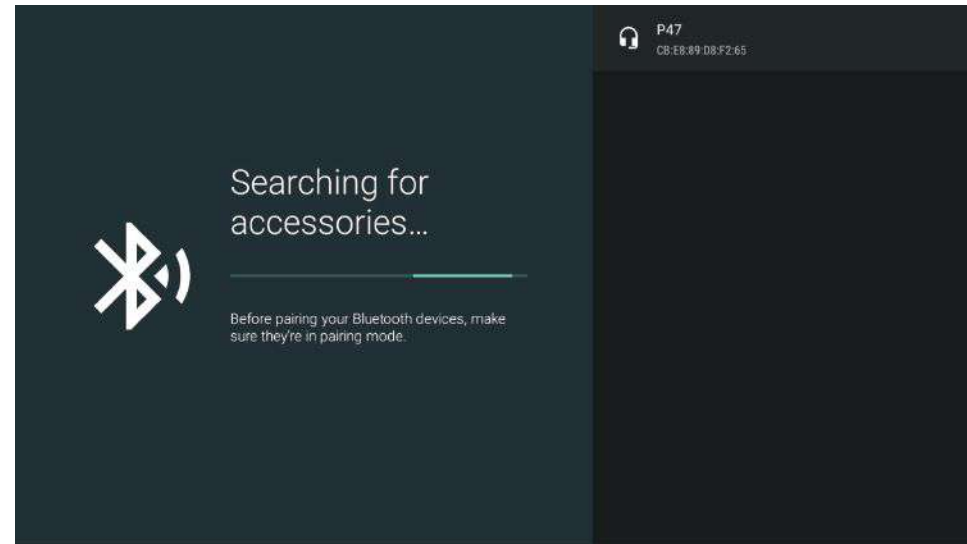 Searching for
accessories...
Before pairing your Bluetooth devices, make
sure they're in pairing mode.
P47
CB:E8:89:D8:F2:65